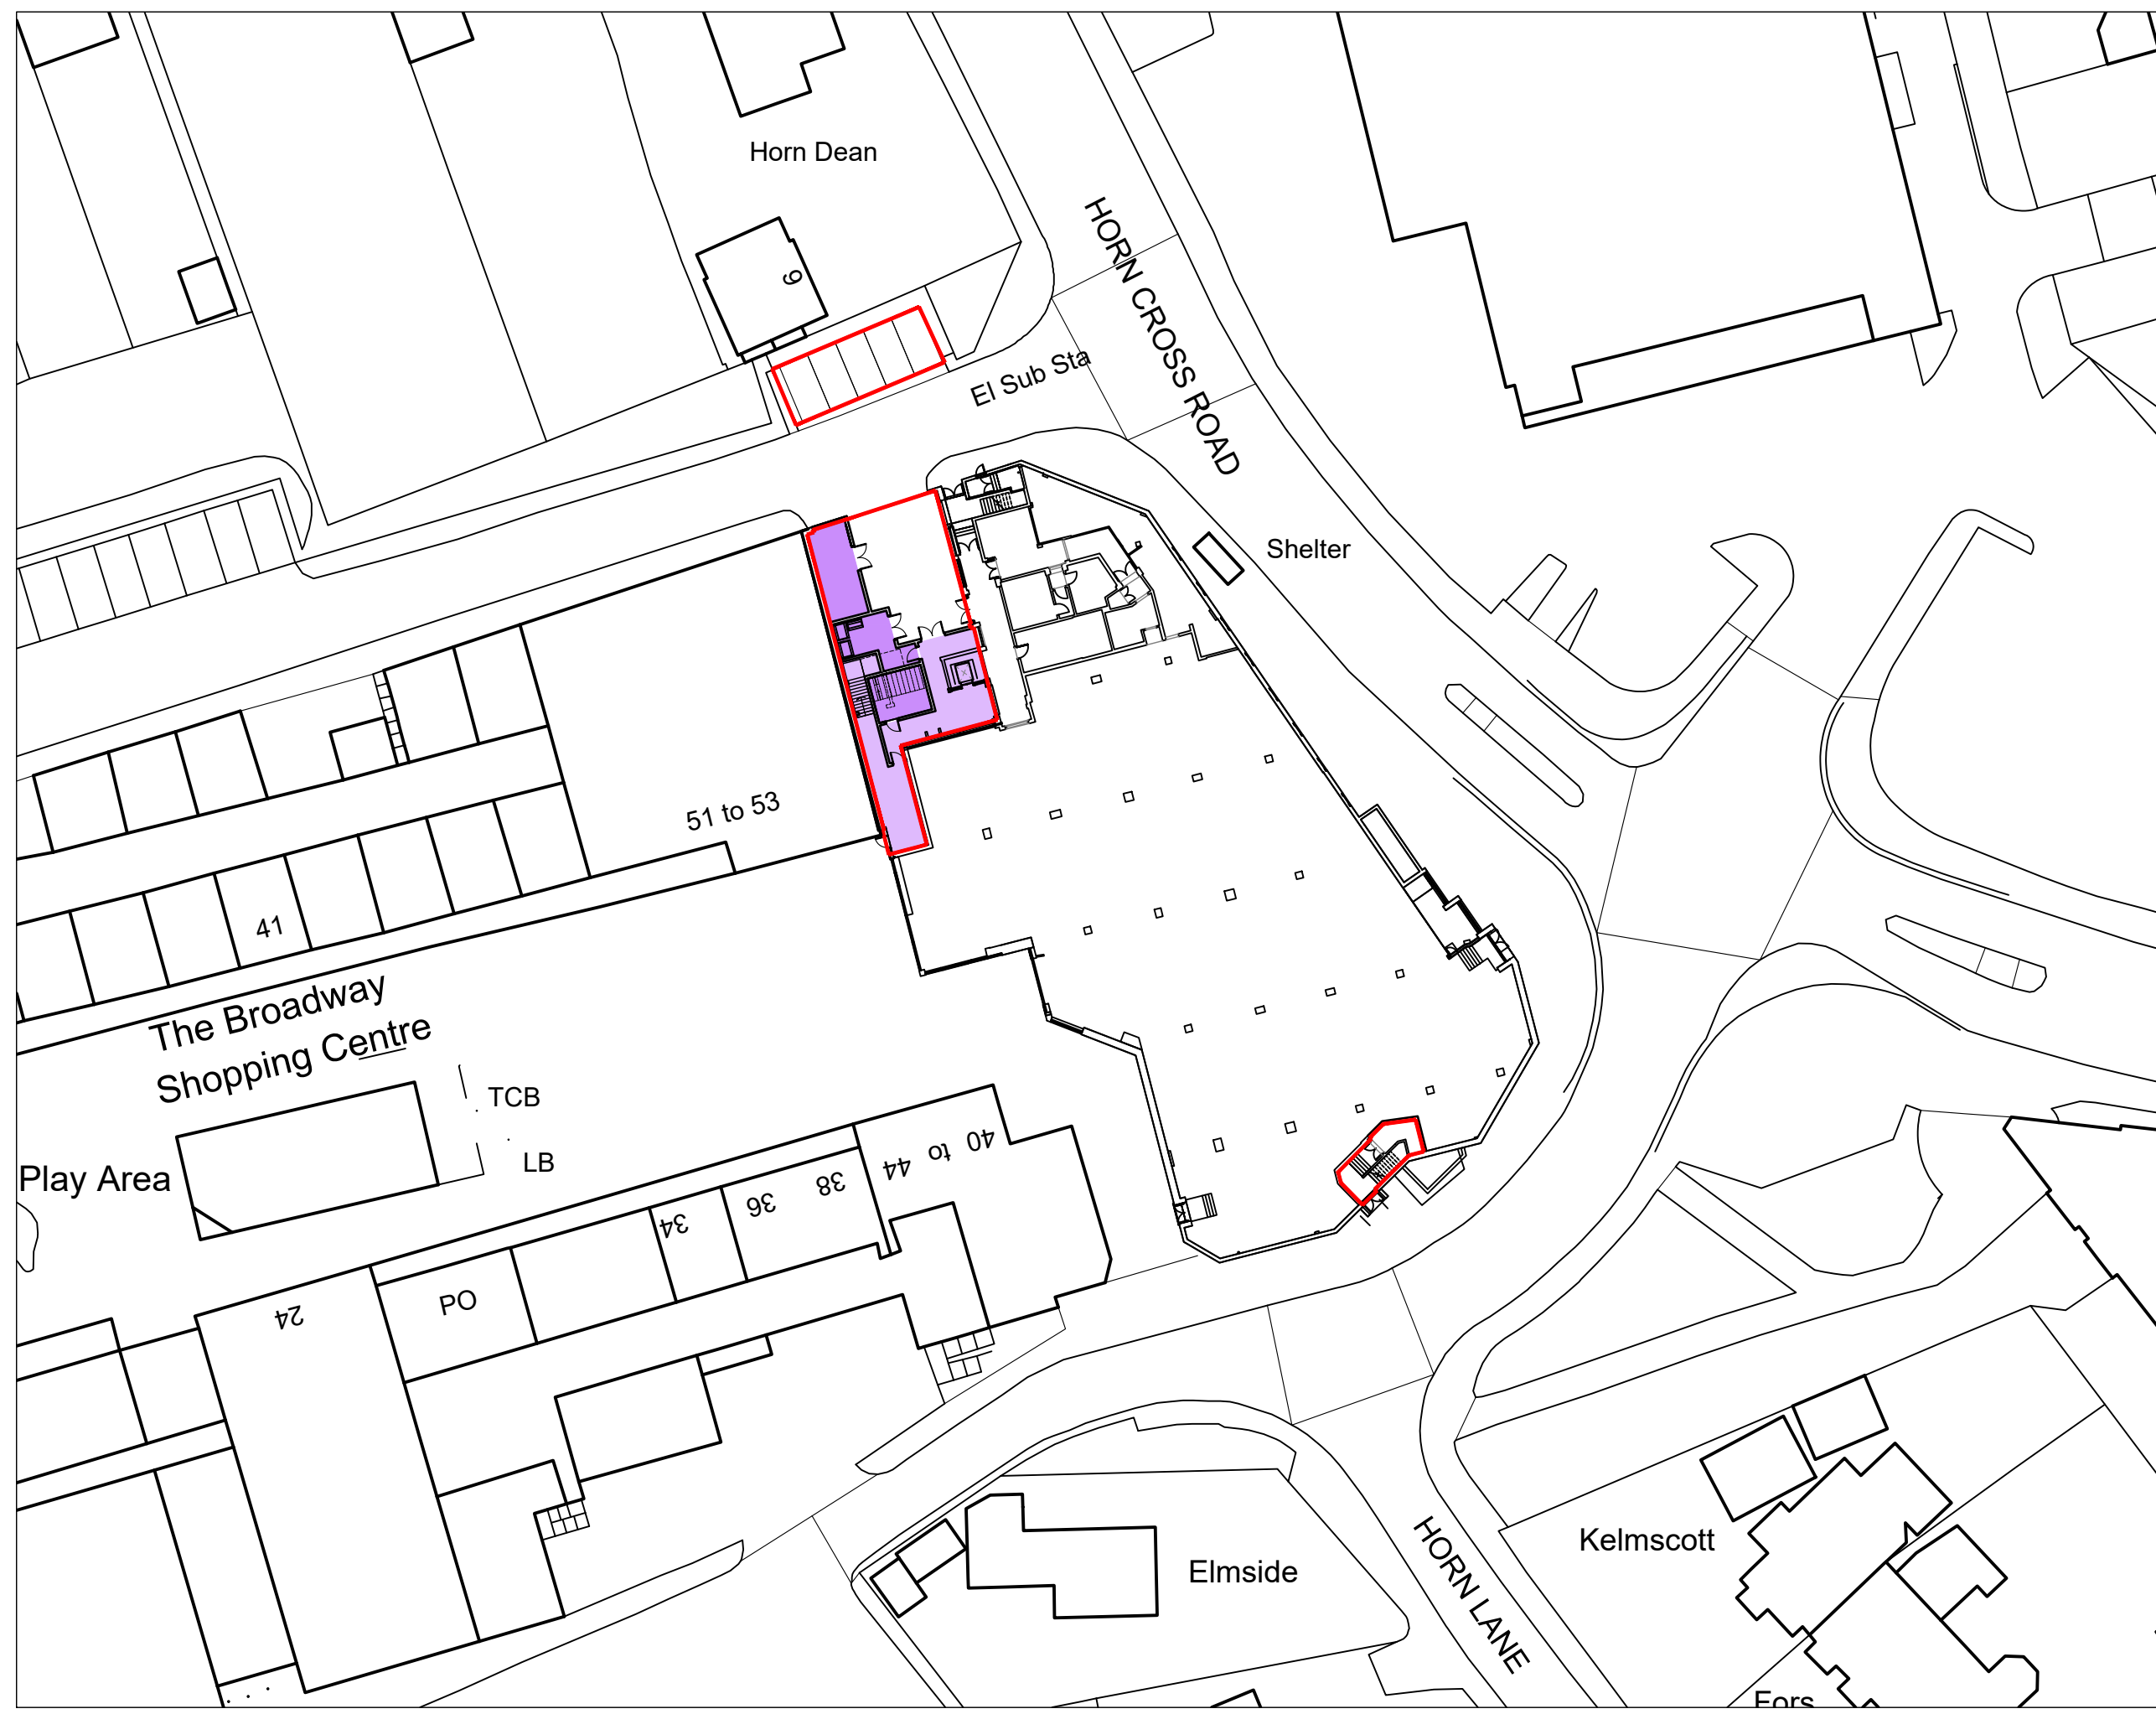 Horn Dean
9
HORN CROSS ROAD
El Sub Sta
Shelter
51 to 53
41
The Broadway
Shopping Centre
TCB
LB
Play Area
40 to 44
38
36
34
PO
24
Elmside
HORN LANE
Kelmscott